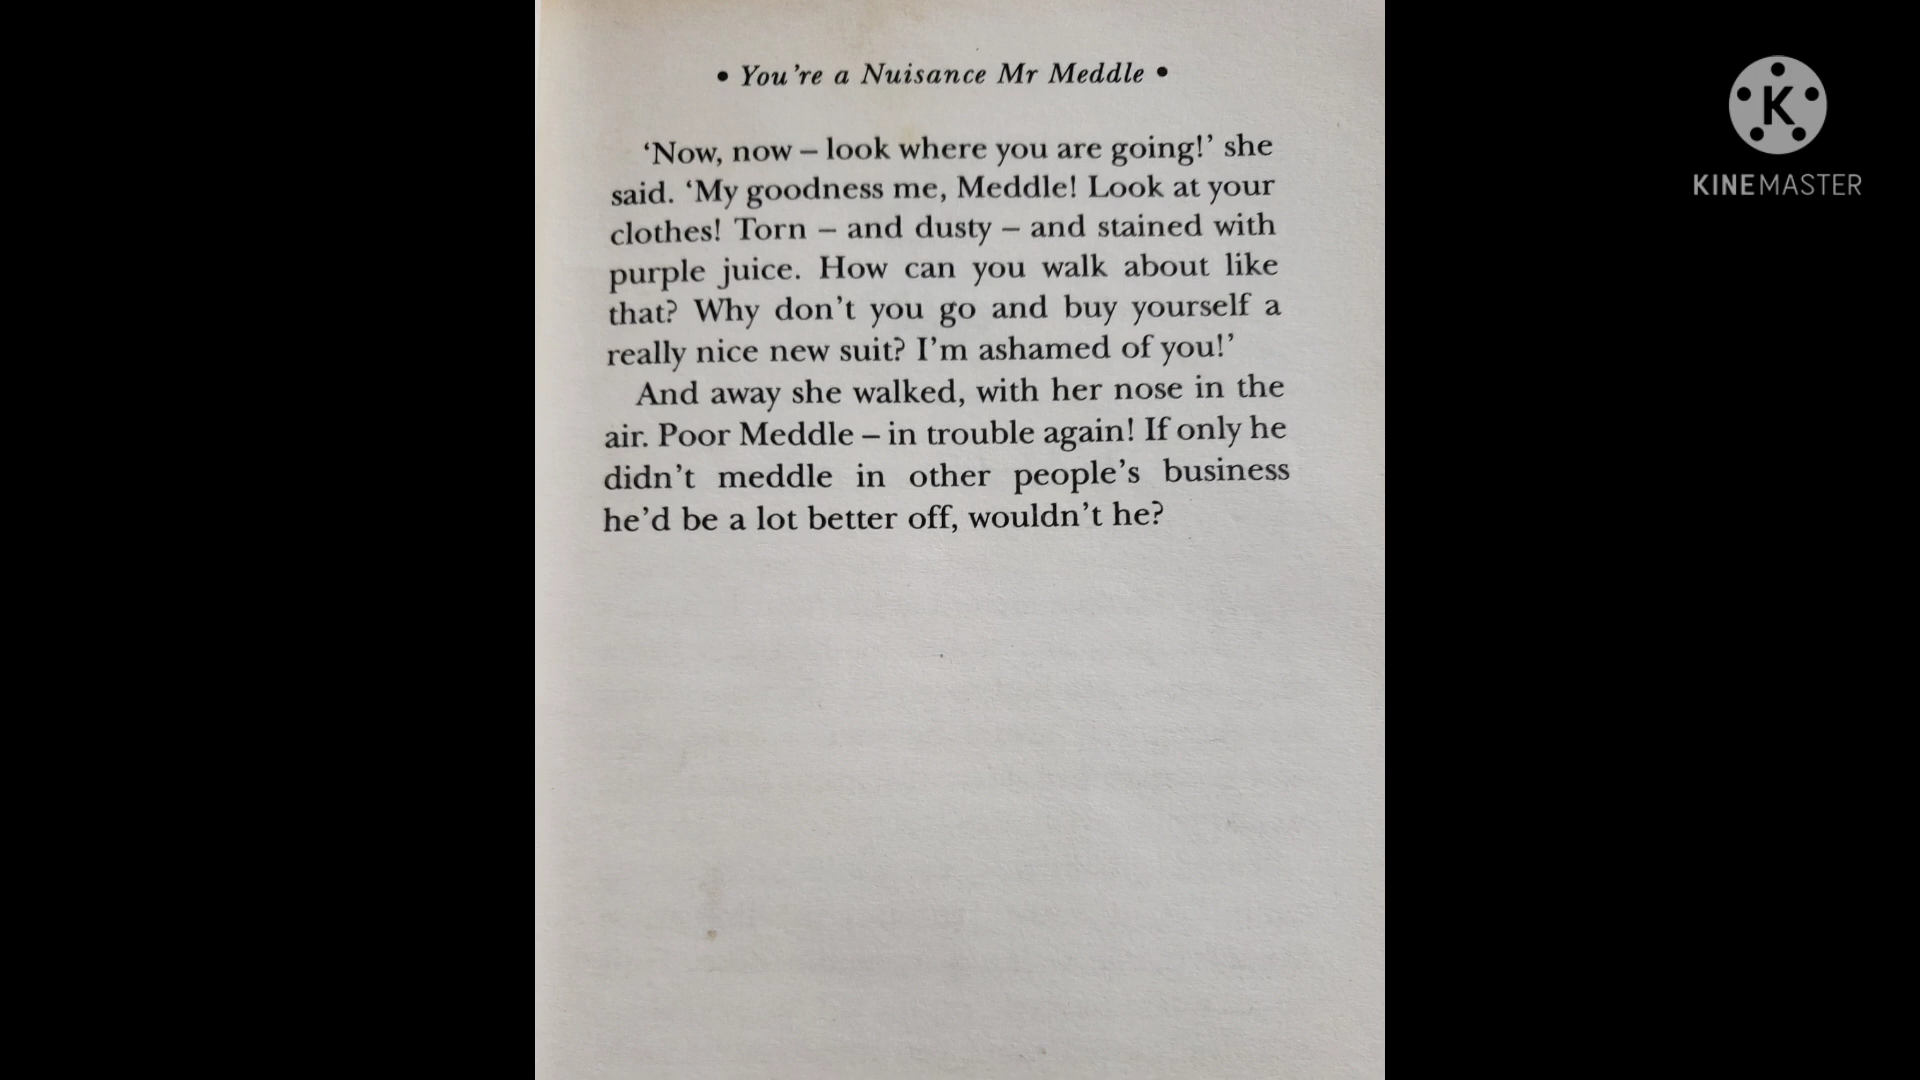 • You're a Nuisance Mr Meddle •
‘Now, now – look where you are going!’ she
said. ‘My goodness me, Meddle! Look at your
clothes! Torn – and dusty – and stained with
purple juice. How can you walk about like
that? Why don’t you go and buy yourself a
really nice new suit? I’m ashamed of you!’
And away she walked, with her nose in the
air. Poor Meddle – in trouble again! If only he
didn’t meddle in other people’s business
he’d be a lot better off, wouldn’t he?
K
KINEMASTER